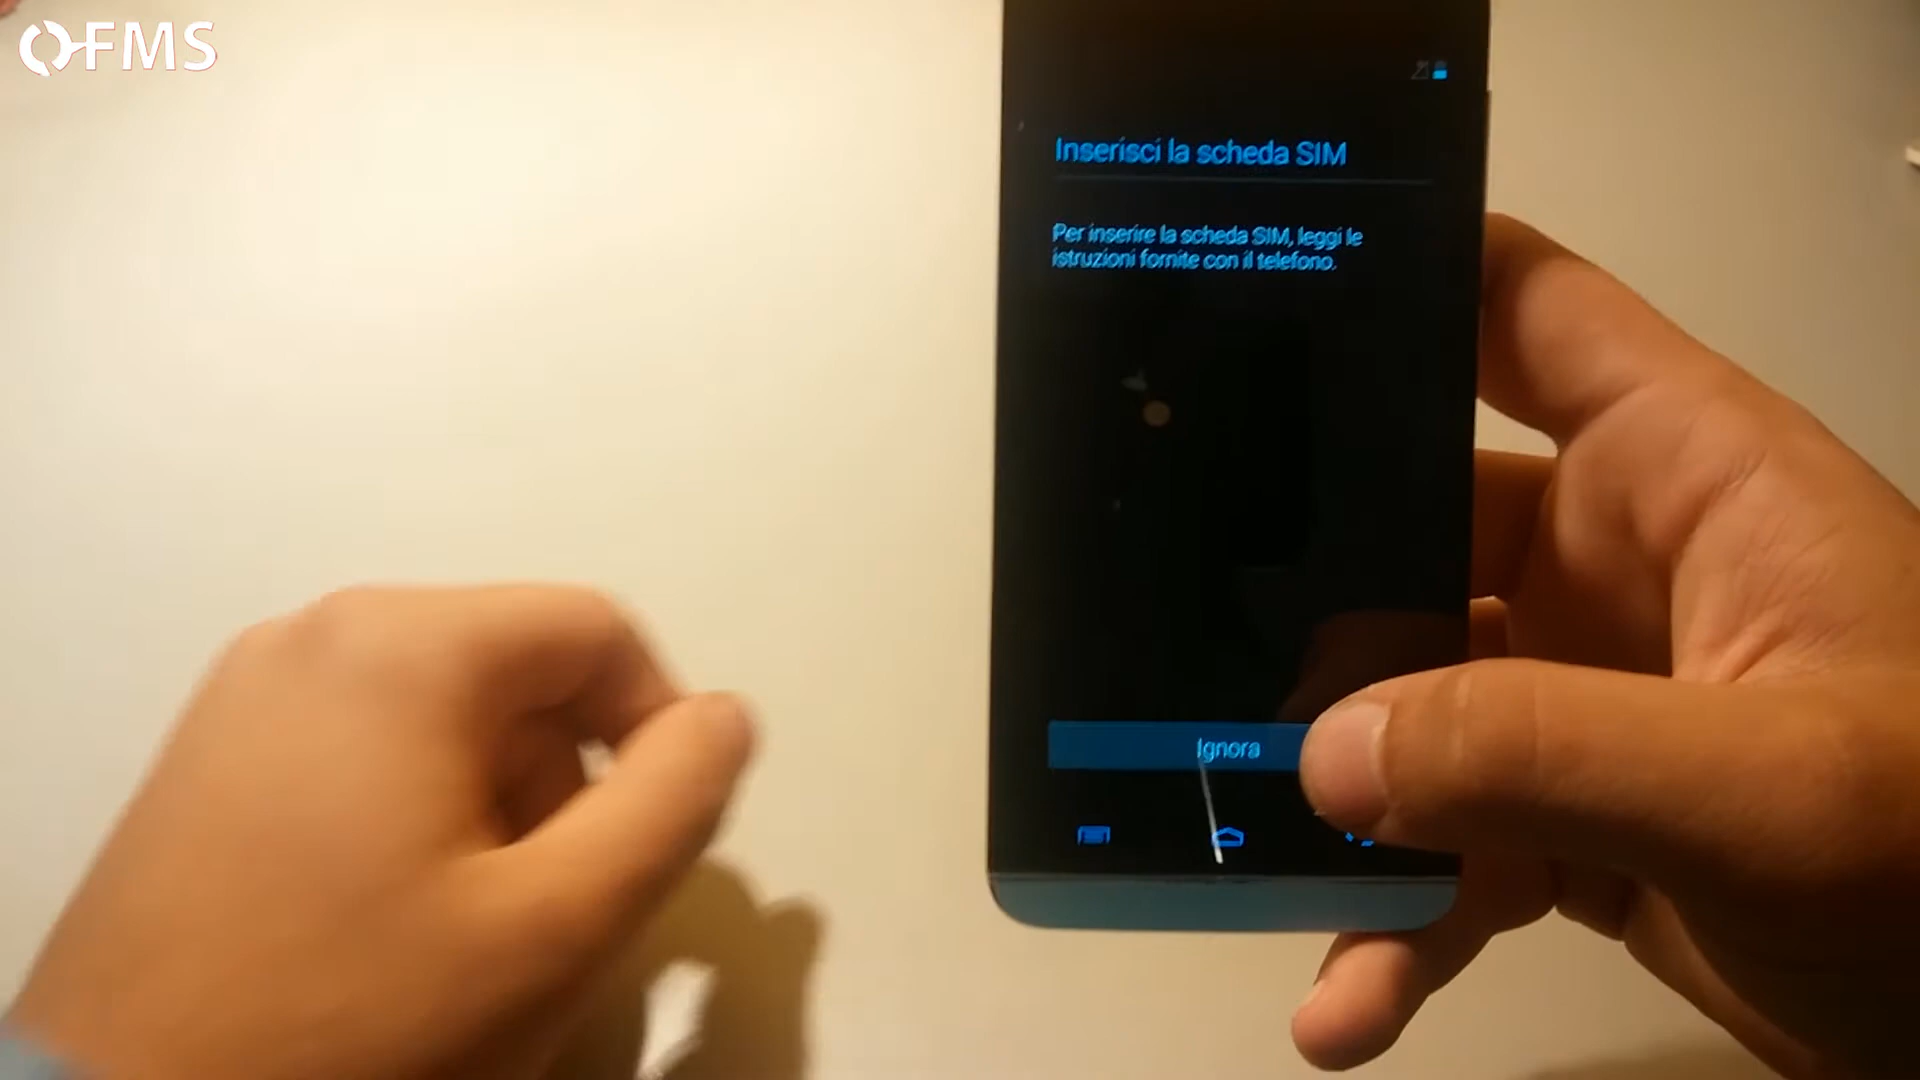 FMS
Inserisci la scheda SIM
Per inserire la scheda SIM, leggi le
istruzioni fornite con il telefono.
Ignora